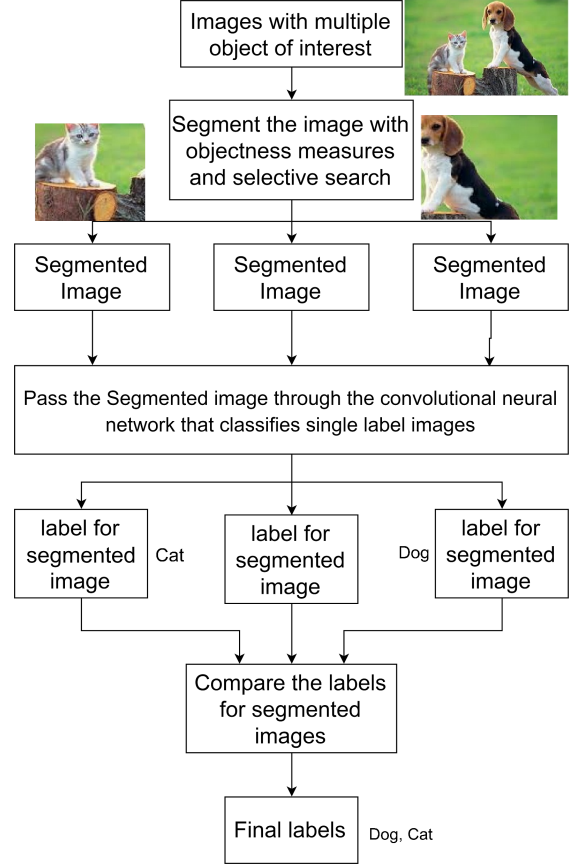 Images with multiple
object of interest
Segment the image with
objectness measures
and selective search
Segmented
Image
Segmented
Image
Segmented
Image
Pass the Segmented image through the convolutional neural
network that classifies single label images
label for
segmented
image
Cat
label for
segmented
image
Dog
label for
segmented
image
Compare the labels
for segmented
images
Final labels
Dog, Cat